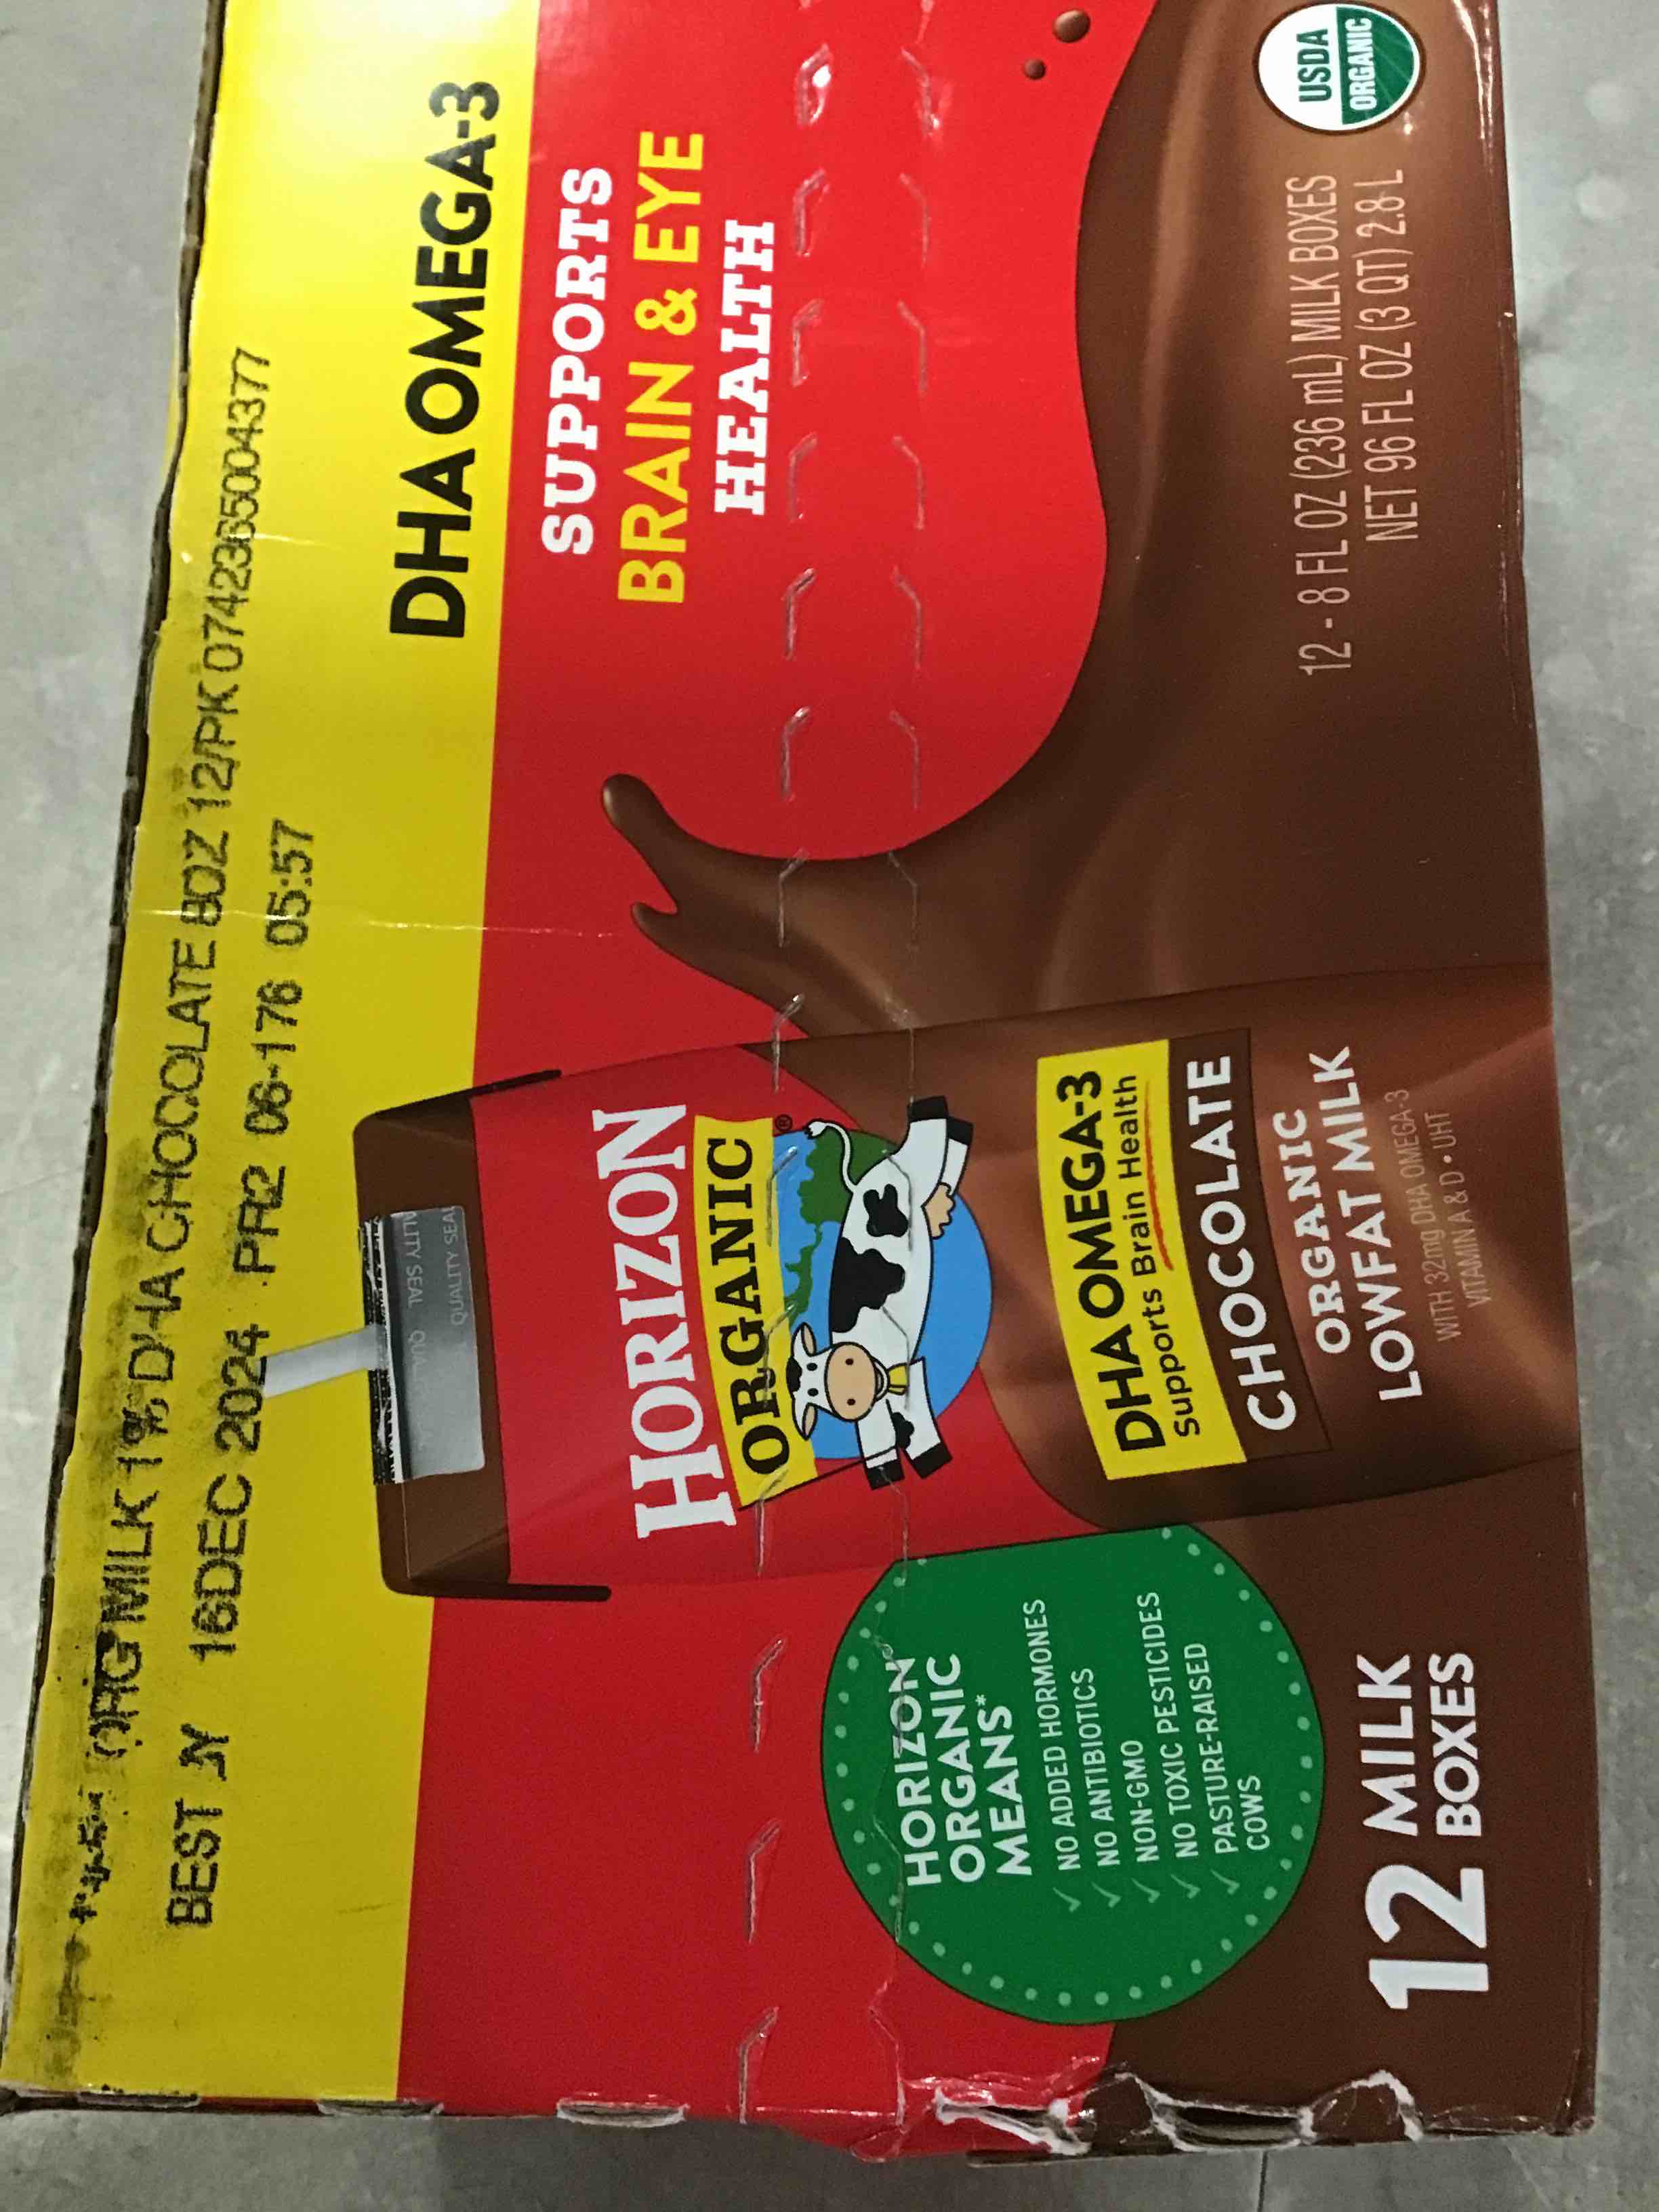 ORG MILK 1% DHA CHOCOLATE 8OZ 12/PK 0742365004377
BEST 16DEC 2024 PA2 06-176 05:57
DHA OMEGA-3
SUPPORTS
BRAIN & EYE
HEALTH
QUALITY SEAL
HORIZON
ORGANIC®
DHA OMEGA-3
Supports Brain Health
CHOCOLATE
ORGANIC
LOWFAT MILK
WITH 32mg DHA OMEGA-3
VITAMIN A & D • UHT
HORIZON
ORGANIC
MEANS*
✓ NO ADDED HORMONES
✓ NO ANTIBIOTICS
✓ NON-GMO
✓ NO TOXIC PESTICIDES
✓ PASTURE-RAISED
COWS
12 MILK
BOXES
12 - 8 FL OZ (236 mL) MILK BOXES
NET 96 FL OZ (3 QT) 2.8 L
USDA
ORGANIC